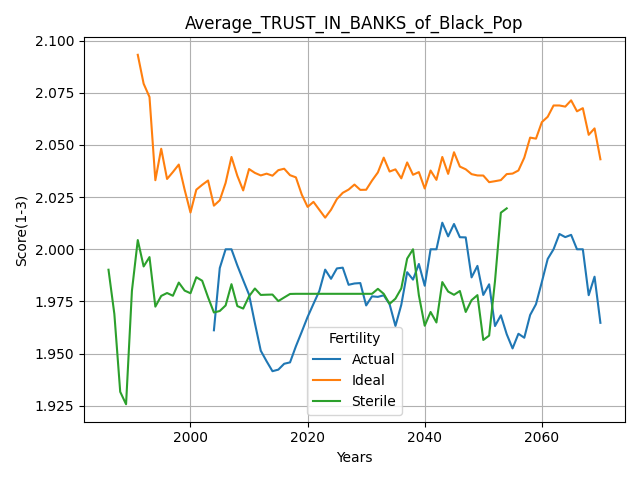 Average_TRUST_IN_BANKS_of_Black_Pop
2.100
2.075
2.050
2.025
2.000
1.975
1.950
1.925
Score(1-3)
Fertility
Actual
Ideal
Sterile
2000
2020
2040
2060
Years